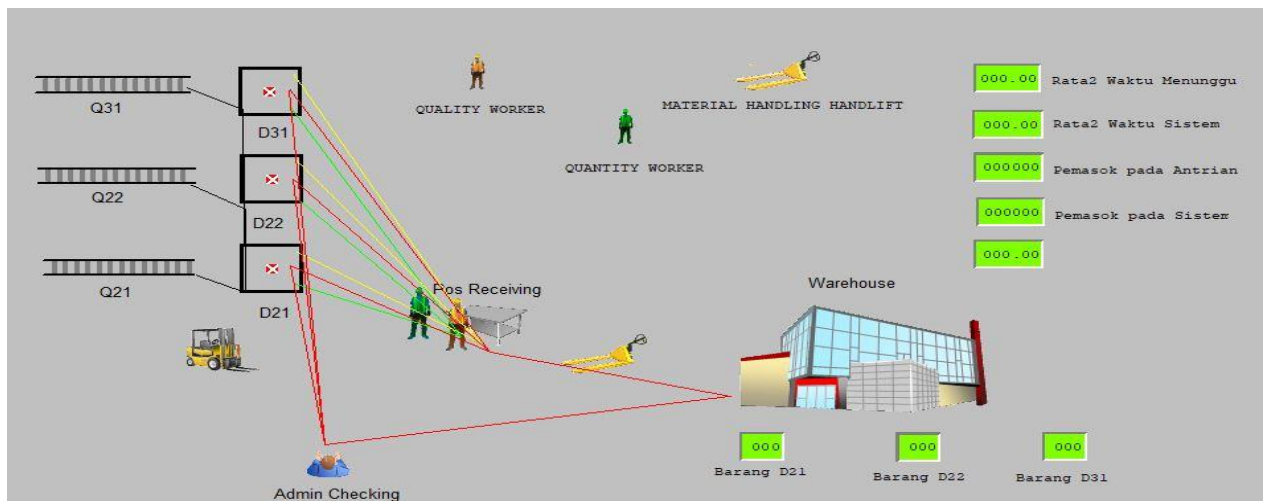 Q31
D31
QUALITY WORKER
MATERIAL HANDLING HANDLIFT
QUANTITY WORKER
000.00 Rata2 Waktu Menunggu
000.00 Rata2 Waktu Sistem
000000 Pemasok pada Antrian
000000 Pemasok pada Sistem
000.00
Q22
D22
Q21
D21
Pos Receiving
Warehouse
Admin Checking
000
Barang D21
000
Barang D22
000
Barang D31